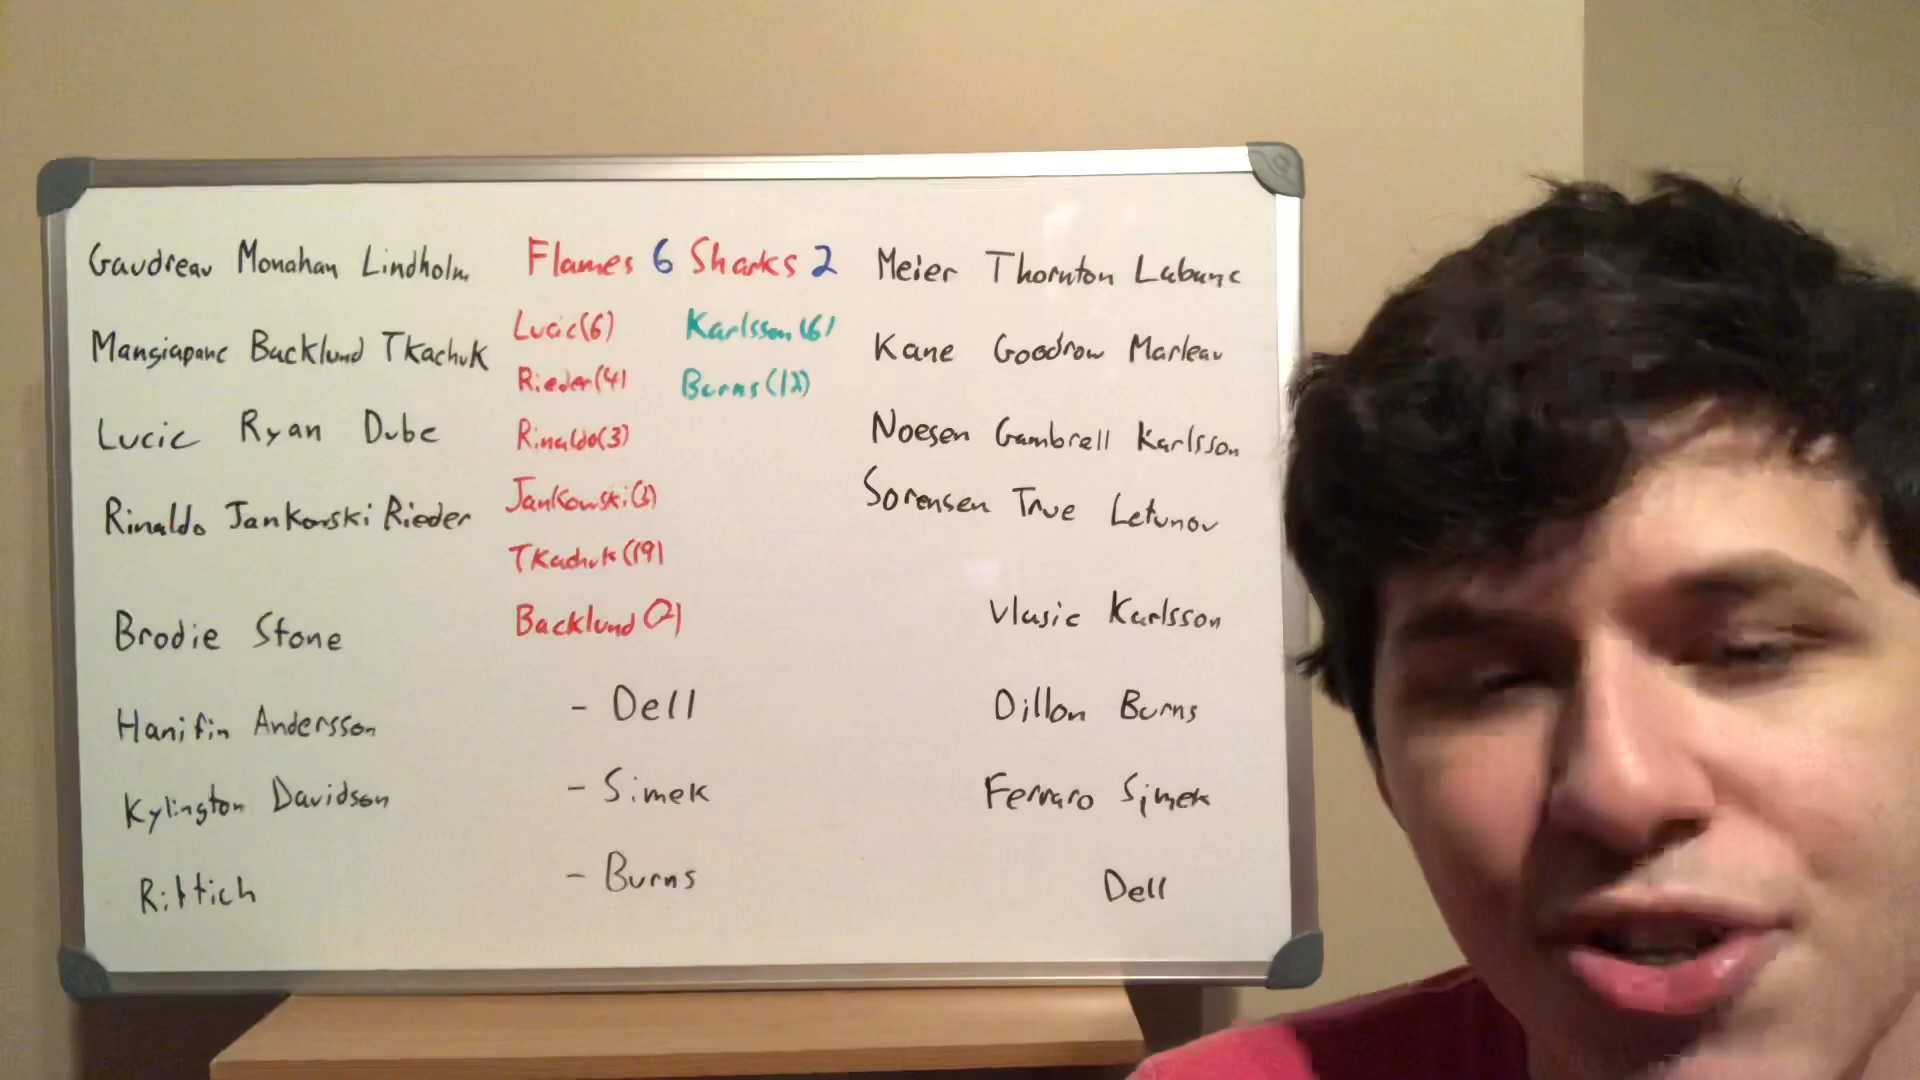 Gaudreau Monahan Lindholm
Mangiapane Backlund Tkachuk
Lucic Ryan Dube
Rinaldo Jankowski Rieder
Brodie Stone
Hanifin Andersson
Kylington Davidson
Rittich
Flames 6 Sharks 2
Lucic(6) Karlsson(6)
Rieder(4) Burns(12)
Rinaldo(3)
Jankowski(3)
Tkachuk(19)
Backlund(2)
- Dell
- Simek
- Burns
Meier Thornton Labanc
Kane Goodrow Marleau
Noesen Gambrell Karlsson
Sorensen True Letunov
Vlasic Karlsson
Dillon Burns
Ferraro Simek
Dell